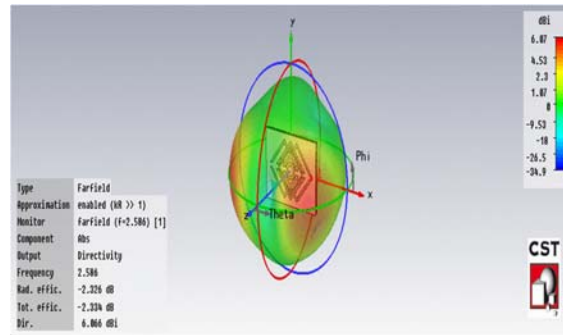 y
dBi
6.07
4.53
2.3
1.07
0
-9.53
-18
-26.5
-34.9
Phi
x
z
Theta
Type Farfield
Approximation enabled (kR >> 1)
Monitor farfield (f=2.506) [1]
Component Abs
Output Directivity
Frequency 2.506
Rad. effic. -2.326 dB
Tot. effic. -2.334 dB
Dir. 6.066 dBi
CST